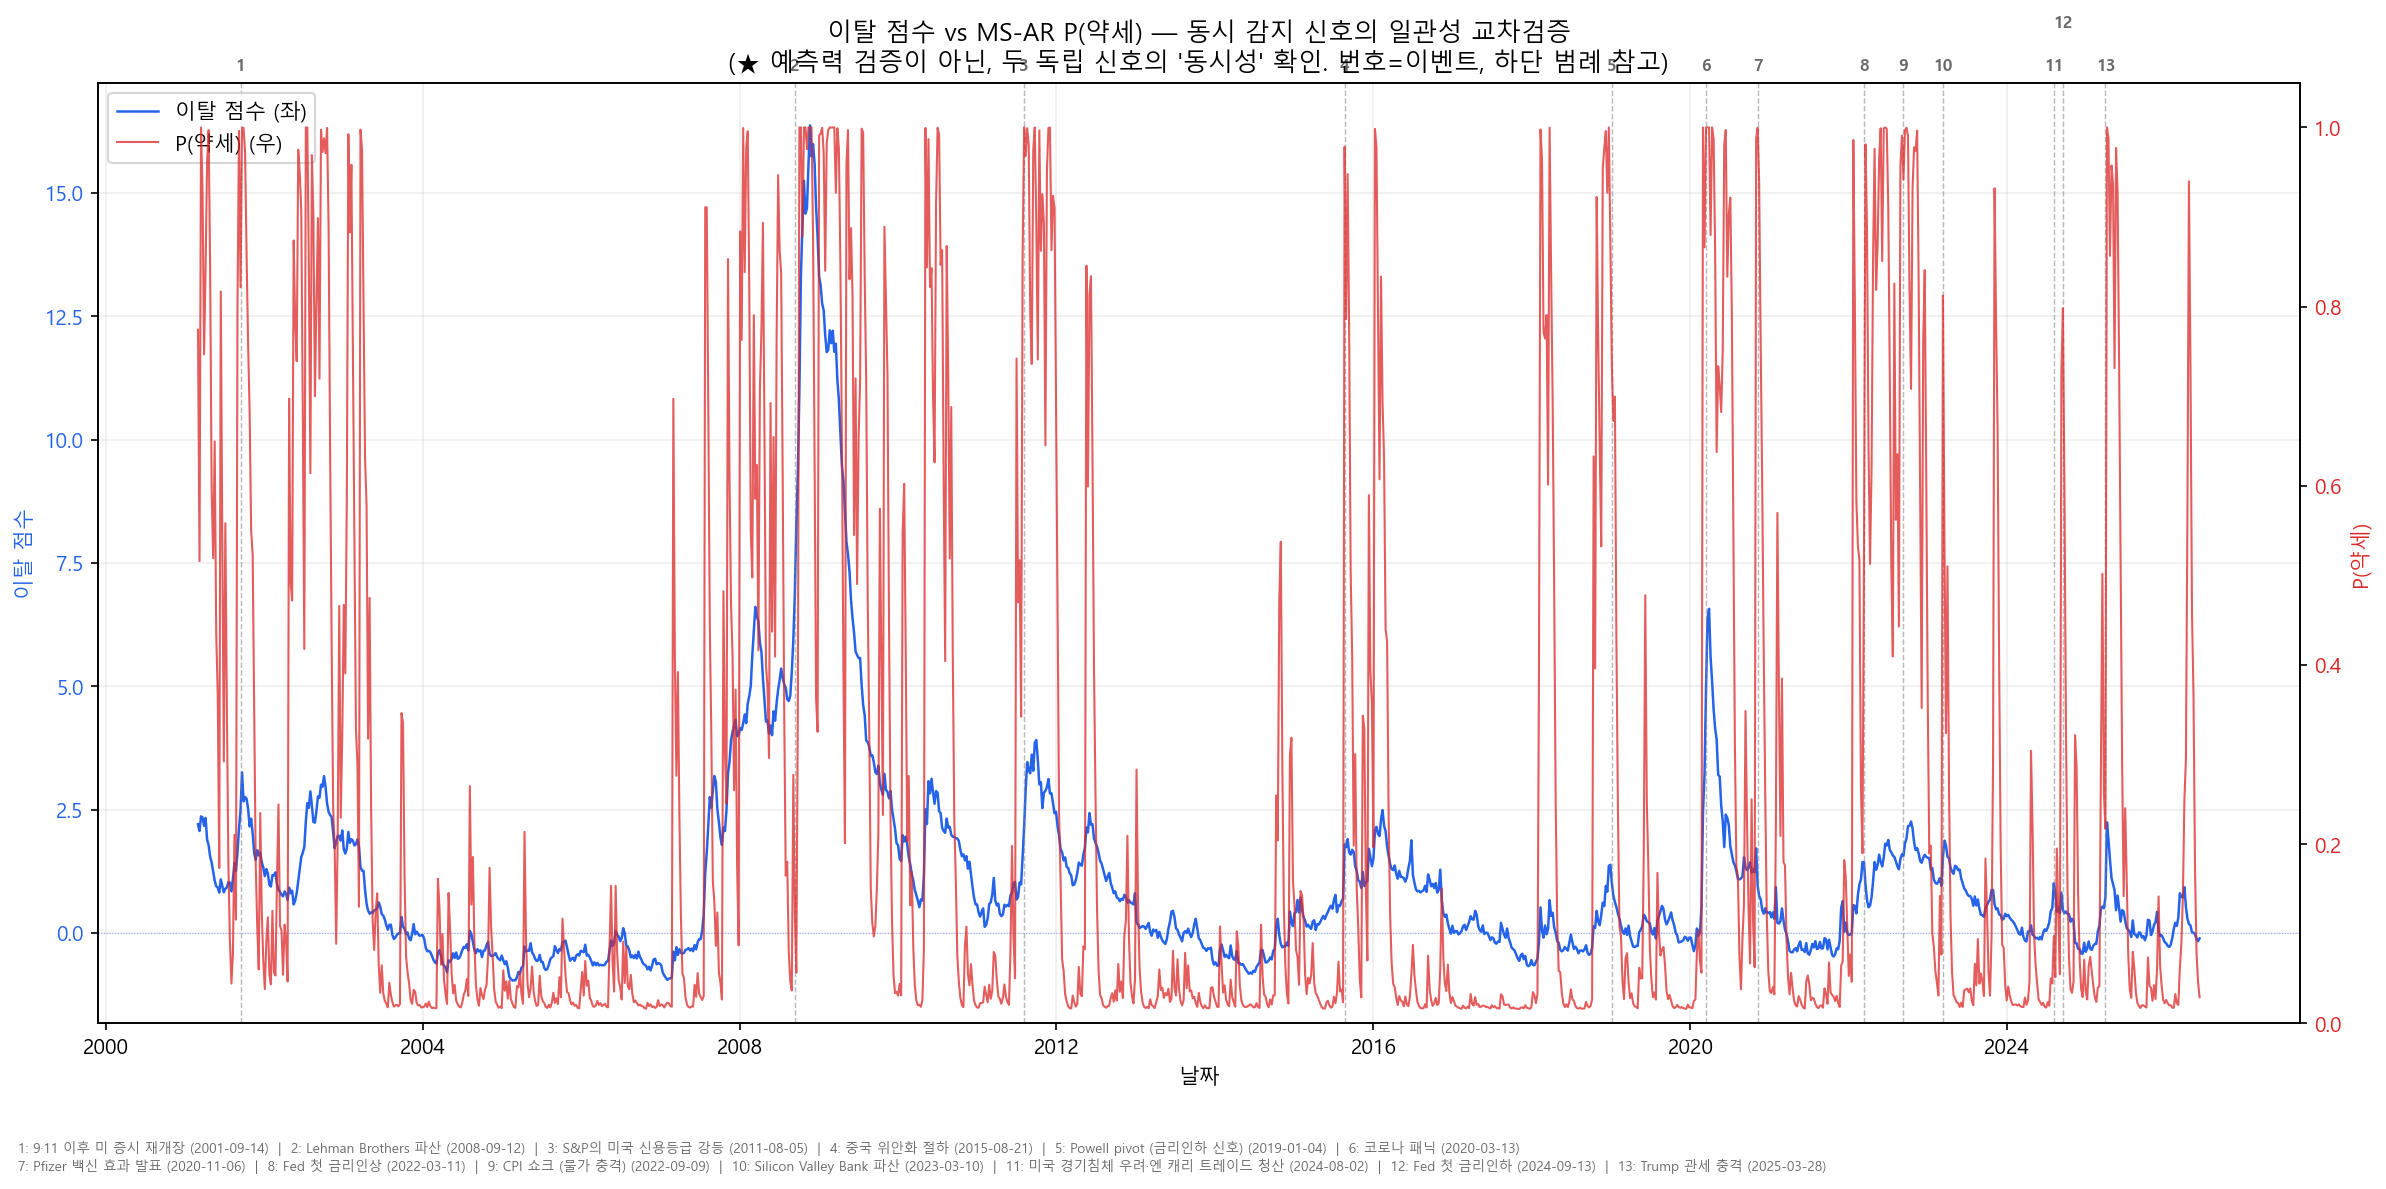 12
이탈 점수 vs MS-AR P(약세) — 동시 감지 신호의 일관성 교차검증
(★ 예측력 검증이 아닌, 두 독립 신호의 '동시성' 확인. 번호=이벤트, 하단 범례 참고)
1 2 3 4 5 6 7 8 9 10 11 13
이탈 점수 (좌)
P(약세) (우)
15.0
12.5
10.0
7.5
5.0
2.5
0.0
이탈 점수
1.0
0.8
0.6
0.4
0.2
0.0
P(약세)
2000 2004 2008 2012 2016 2020 2024
날짜
1: 9·11 이후 미 증시 재개장 (2001-09-14) | 2: Lehman Brothers 파산 (2008-09-12) | 3: S&P의 미국 신용등급 강등 (2011-08-05) | 4: 중국 위안화 절하 (2015-08-21) | 5: Powell pivot (금리인하 신호) (2019-01-04) | 6: 코로나 패닉 (2020-03-13)
7: Pfizer 백신 효과 발표 (2020-11-06) | 8: Fed 첫 금리인상 (2022-03-11) | 9: CPI 쇼크 (물가 충격) (2022-09-09) | 10: Silicon Valley Bank 파산 (2023-03-10) | 11: 미국 경기침체 우려·엔 캐리 트레이드 청산 (2024-08-02) | 12: Fed 첫 금리인하 (2024-09-13) | 13: Trump 관세 충격 (2025-03-28)